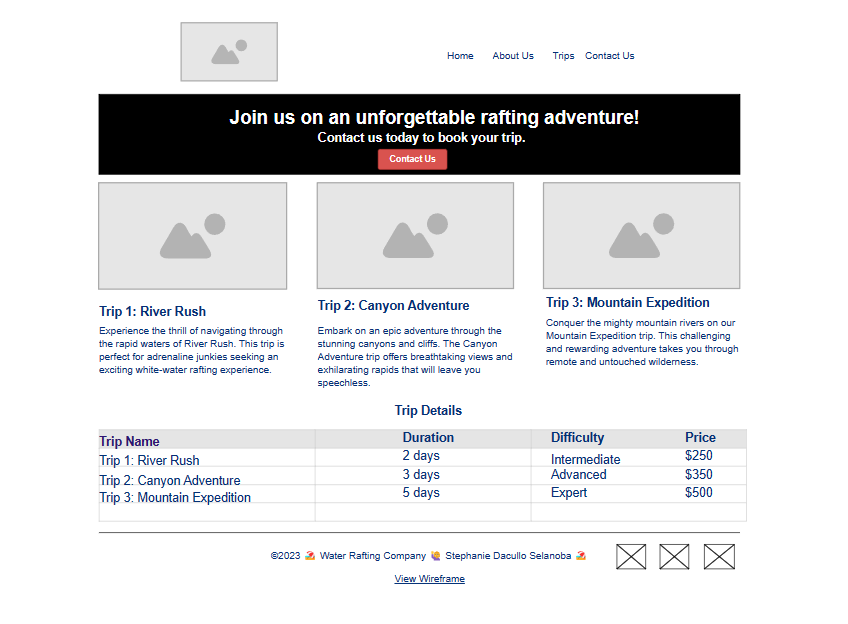 Home About Us Trips Contact Us
Join us on an unforgettable rafting adventure!
Contact us today to book your trip.
Contact Us
Trip 1: River Rush
Experience the thrill of navigating through
the rapid waters of River Rush. This trip is
perfect for adrenaline junkies seeking an
exciting white-water rafting experience.
Trip 2: Canyon Adventure
Embark on an epic adventure through the
stunning canyons and cliffs. The Canyon
Adventure trip offers breathtaking views and
exhilarating rapids that will leave you
speechless.
Trip 3: Mountain Expedition
Conquer the mighty mountain rivers on our
Mountain Expedition trip. This challenging
and rewarding adventure takes you through
remote and untouched wilderness.
Trip Details
Trip Name Duration Difficulty Price
Trip 1: River Rush 2 days Intermediate $250
Trip 2: Canyon Adventure 3 days Advanced $350
Trip 3: Mountain Expedition 5 days Expert $500
©2023 🏖️ Water Rafting Company 🤽 Stephanie Dacullo Selanoba 🏖️
View Wireframe